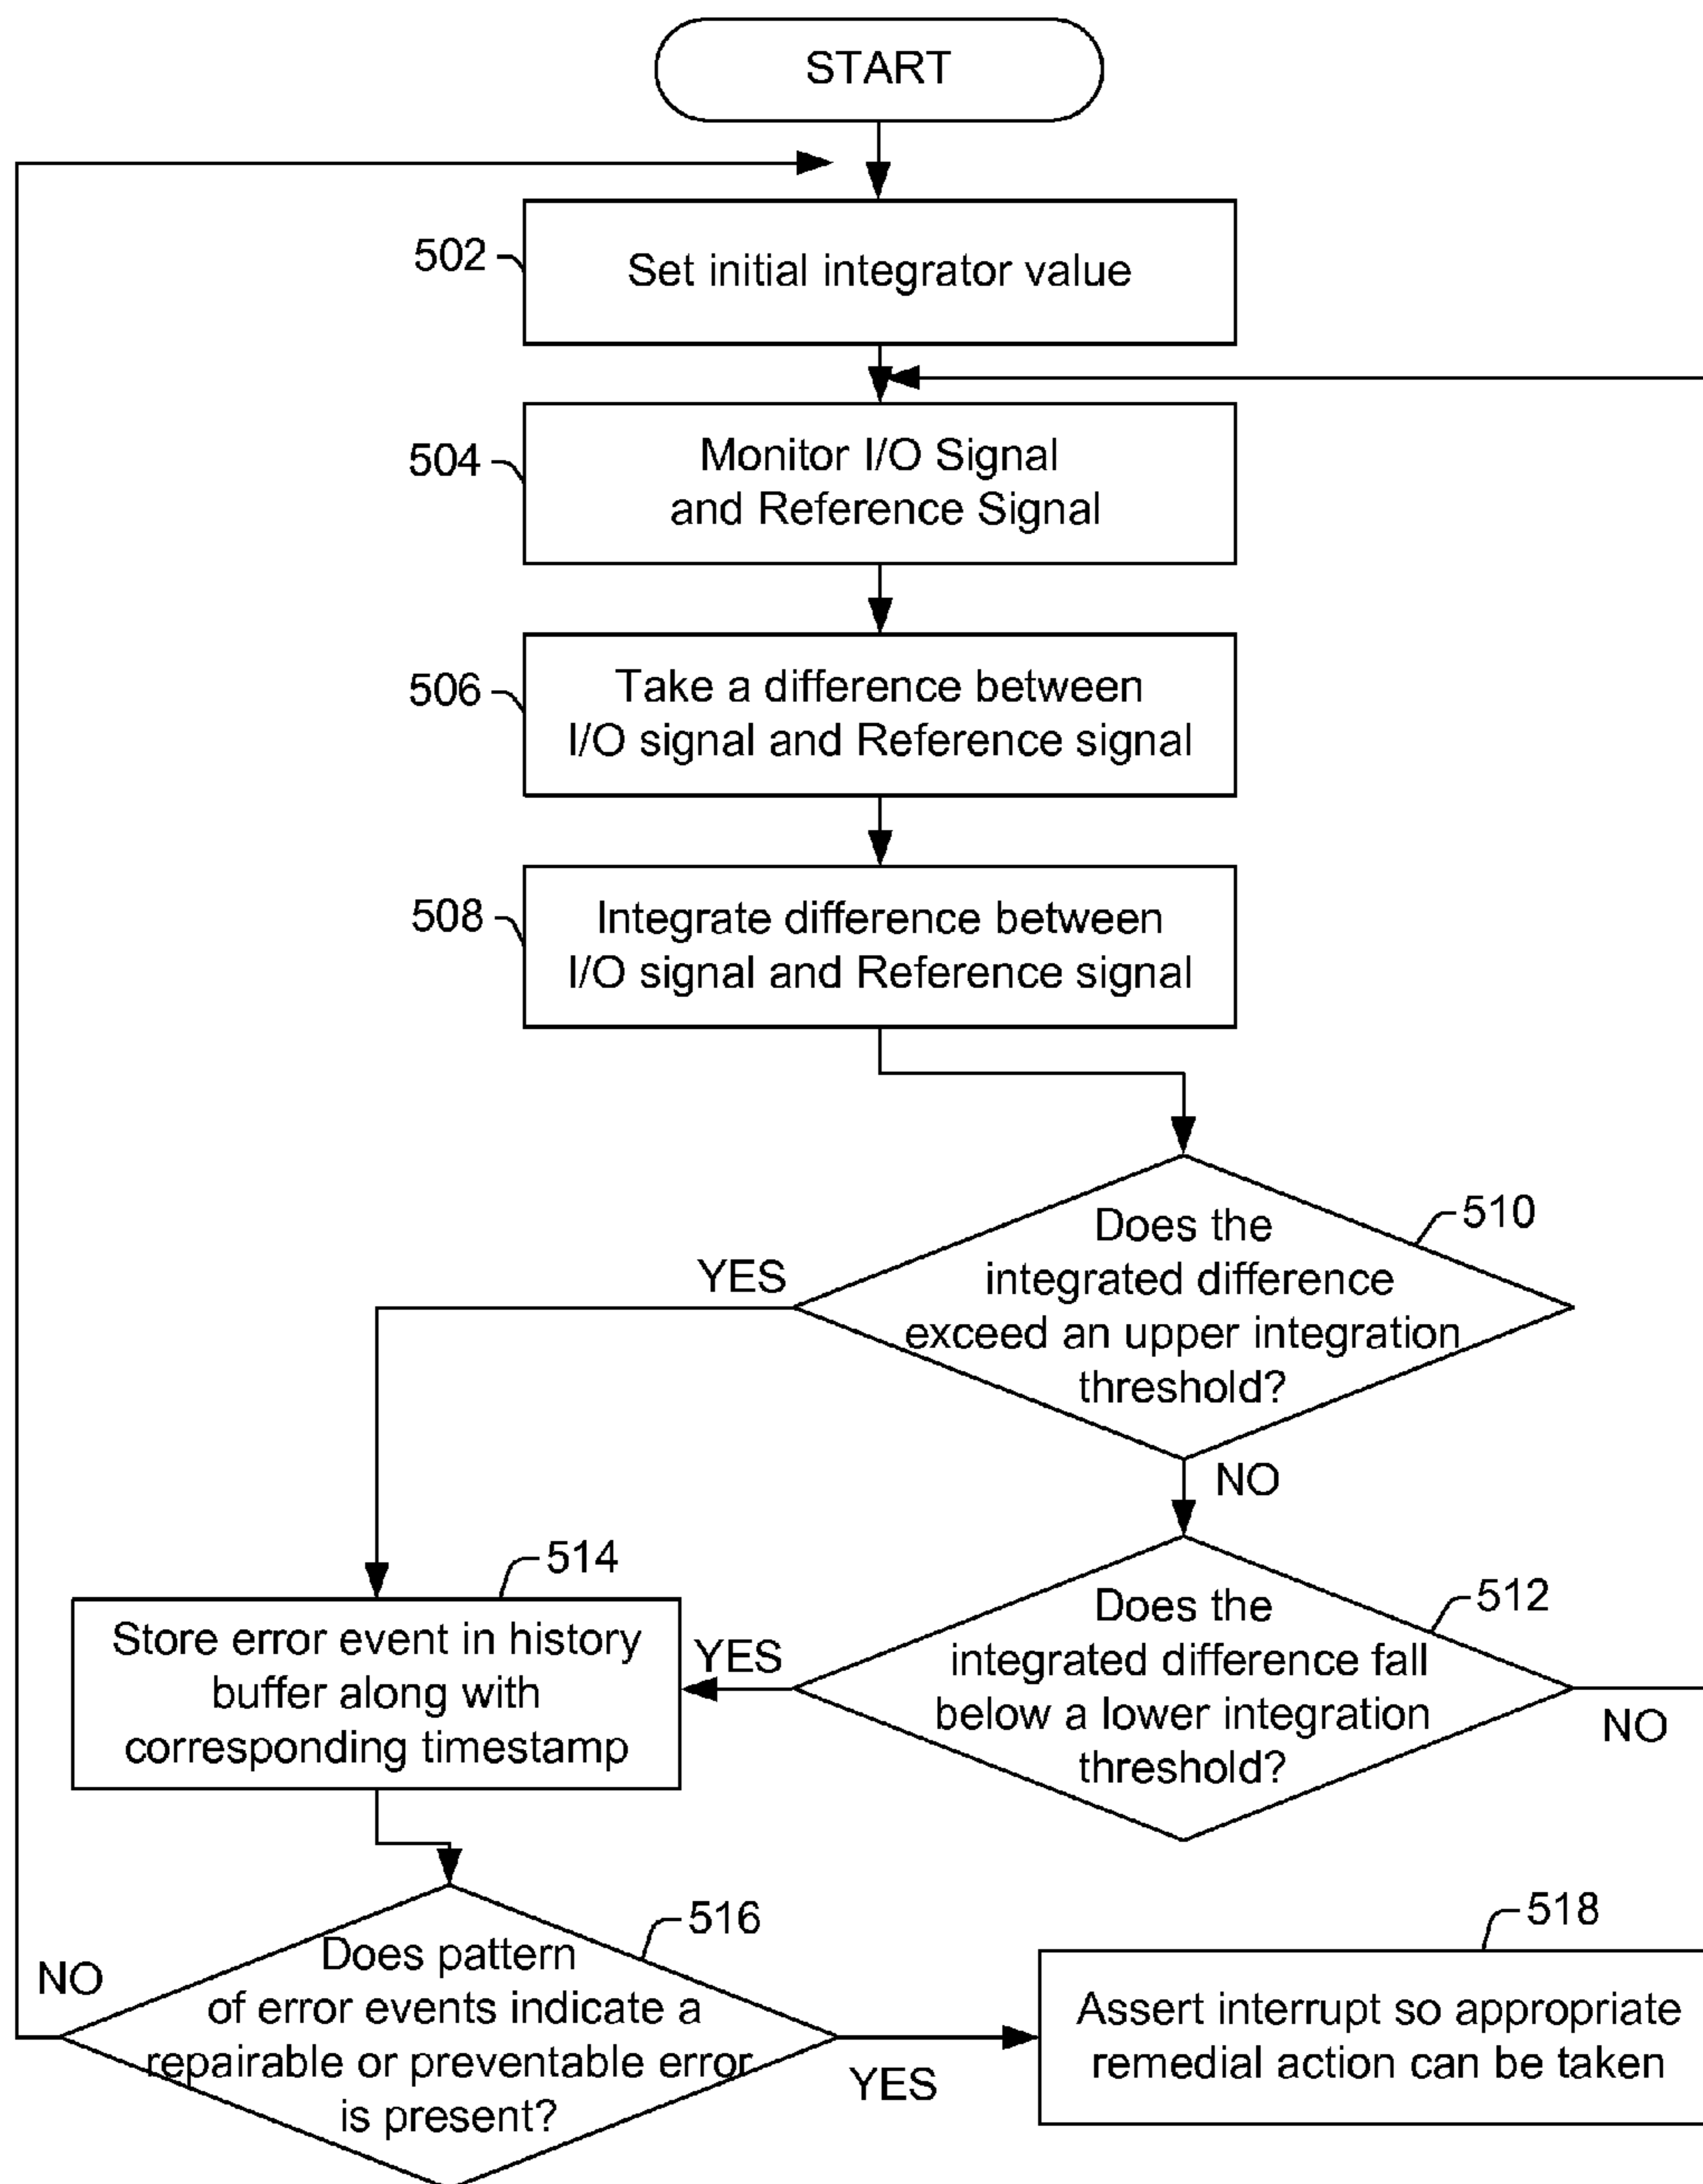 START
502
Set initial integrator value
504
Monitor I/O Signal
and Reference Signal
506
Take a difference between
I/O signal and Reference signal
508
Integrate difference between
I/O signal and Reference signal
510
Does the
integrated difference
exceed an upper integration
threshold?
YES
NO
514
Store error event in history
buffer along with
corresponding timestamp
YES
512
Does the
integrated difference fall
below a lower integration
threshold?
NO
516
Does pattern
of error events indicate a
repairable or preventable error
is present?
NO
YES
518
Assert interrupt so appropriate
remedial action can be taken